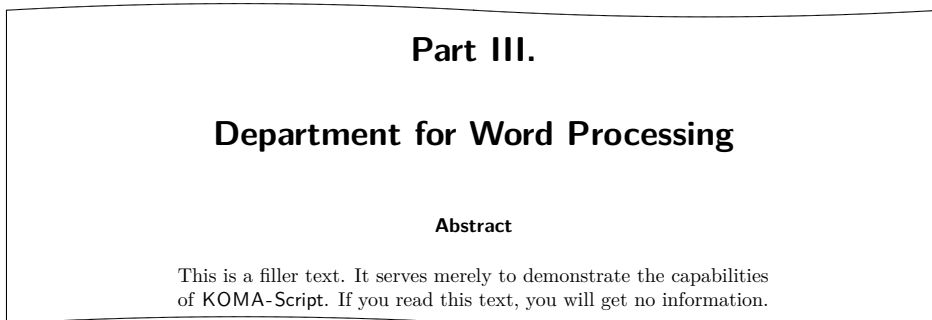 Part III.
Department for Word Processing
Abstract
This is a filler text. It serves merely to demonstrate the capabilities
of KOMA-Script. If you read this text, you will get no information.